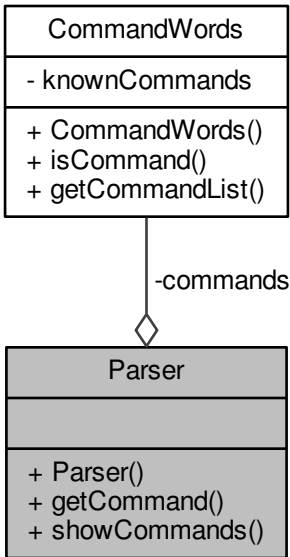 CommandWords
- knownCommands
+ CommandWords()
+ isCommand()
+ getCommandList()
-commands
Parser
+ Parser()
+ getCommand()
+ showCommands()